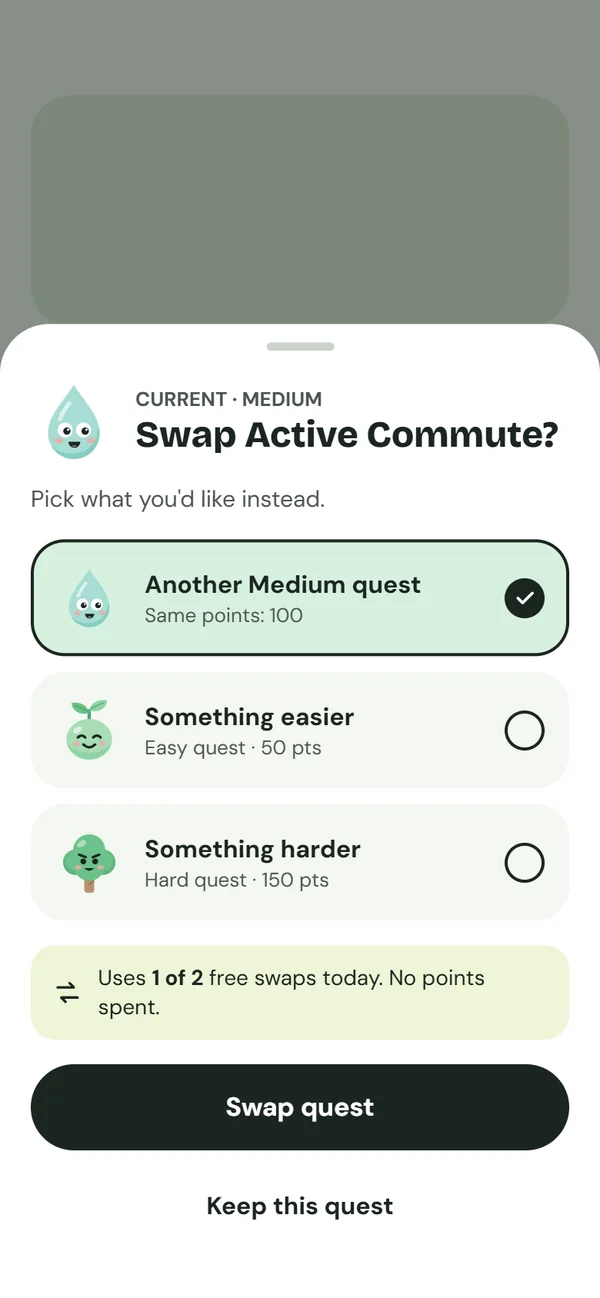 CURRENT · MEDIUM
Swap Active Commute?
Pick what you'd like instead.
Another Medium quest
Same points: 100
Something easier
Easy quest · 50 pts
Something harder
Hard quest · 150 pts
Uses 1 of 2 free swaps today. No points
spent.
Swap quest
Keep this quest